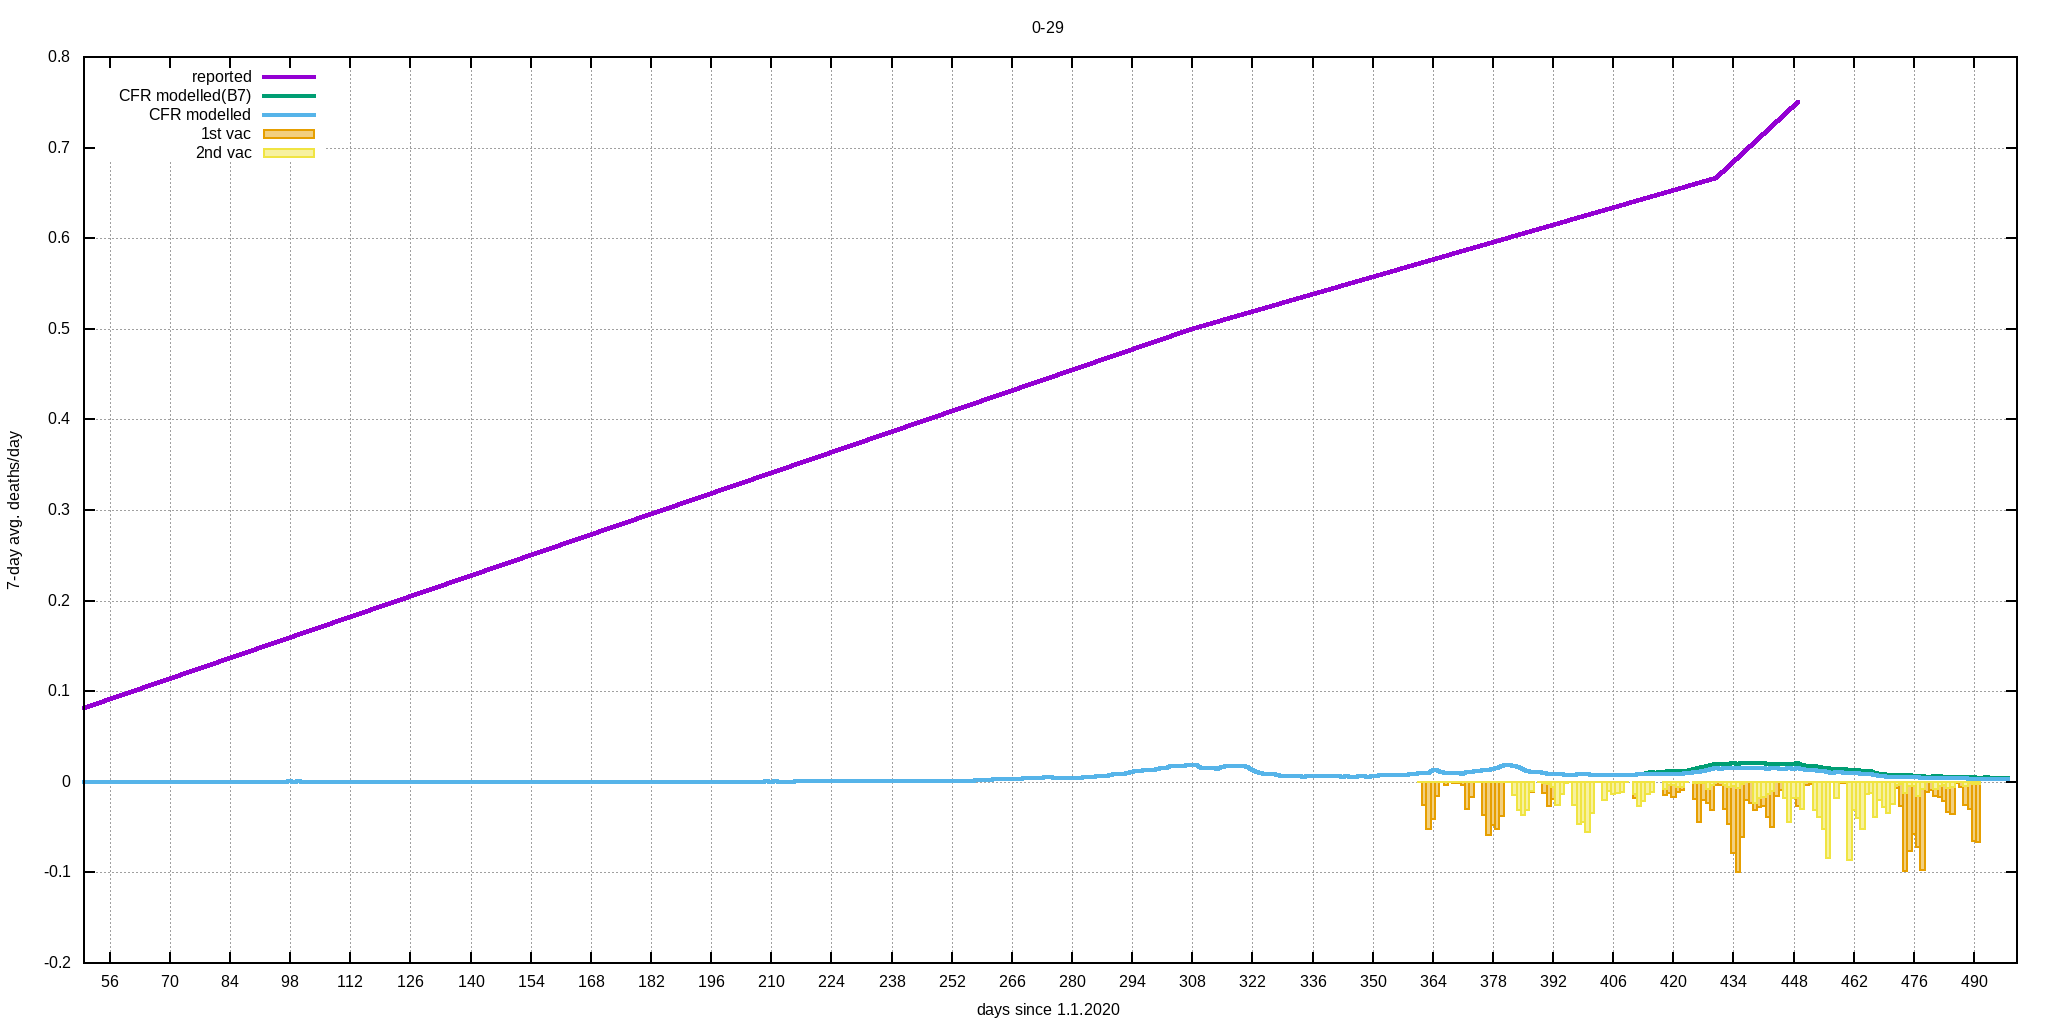 0-29
0.8
0.7
0.6
0.5
0.4
0.3
0.2
0.1
0
-0.1
-0.2
7-day avg. deaths/day
reported
CFR modelled(B7)
CFR modelled
1st vac
2nd vac
56 70 84 98 112 126 140 154 168 182 196 210 224 238 252 266 280 294 308 322 336 350 364 378 392 406 420 434 448 462 476 490
days since 1.1.2020